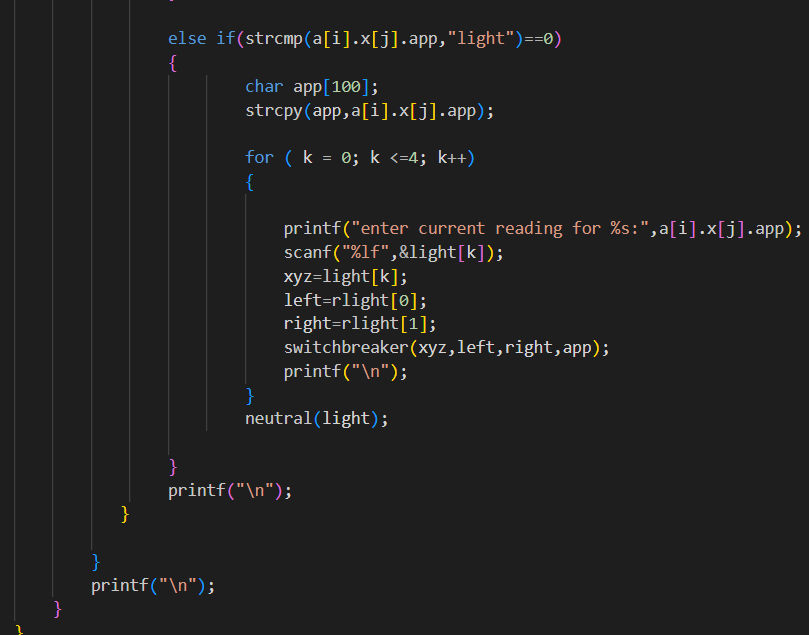 else if(strcmp(a[i].x[j].app,"light")==0)
{
char app[100];
strcpy(app,a[i].x[j].app);
for ( k = 0; k <=4; k++)
{
printf("enter current reading for %s:",a[i].x[j].app);
scanf("%lf",&light[k]);
xyz=light[k];
left=rlight[0];
right=rlight[1];
switchbreaker(xyz,left,right,app);
printf("\n");
}
neutral(light);
}
printf("\n");
}
}
printf("\n");
}
}